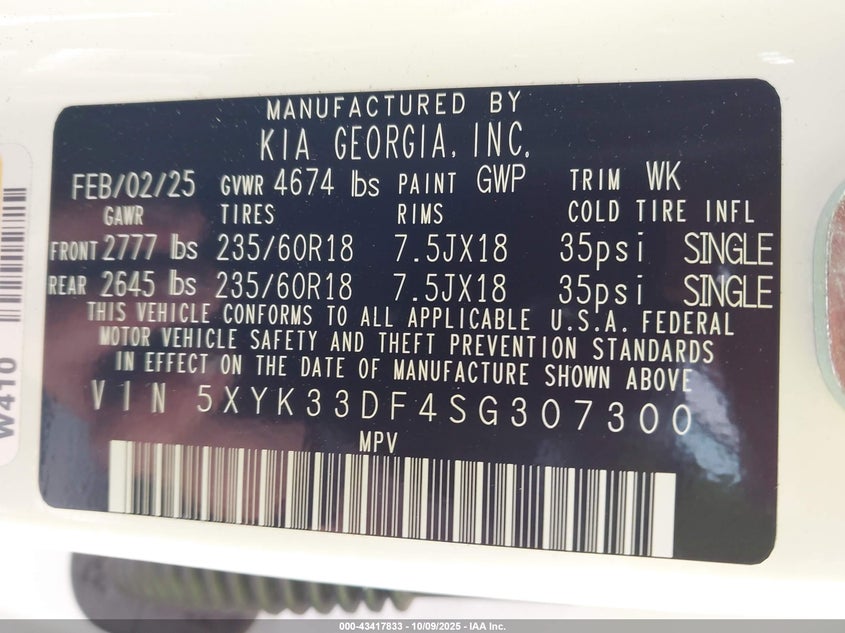 MANUFACTURED BY
KIA GEORGIA, INC.
FEB/02/25 GVWR 4674 lbs PAINT GWP TRIM WK
GAWR TIRES RIMS COLD TIRE INFL
FRONT 2777 lbs 235/60R18 7.5JX18 35psi SINGLE
REAR 2645 lbs 235/60R18 7.5JX18 35psi SINGLE
THIS VEHICLE CONFORMS TO ALL APPLICABLE U.S.A. FEDERAL
MOTOR VEHICLE SAFETY AND THEFT PREVENTION STANDARDS
IN EFFECT ON THE DATE OF MANUFACTURE SHOWN ABOVE
VIN 5XYK33DF4SG307300
MPV
W410
000-43417833 - 10/09/2025 - IAA Inc.